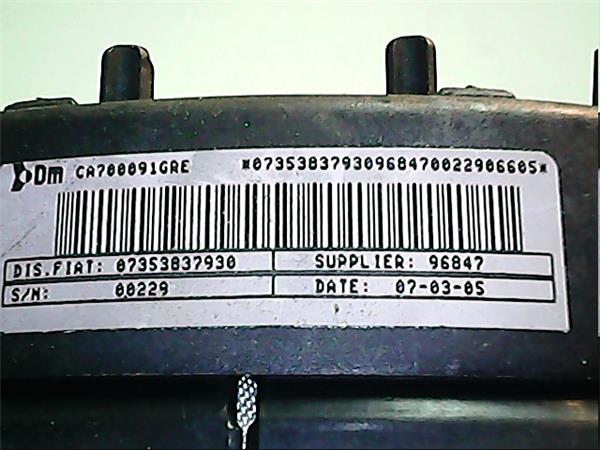 Dm CA700091GRE *07353837930968470022906605*
DIS.FIAT: 07353837930 SUPPLIER: 96847
S/N: 00229 DATE: 07-03-05